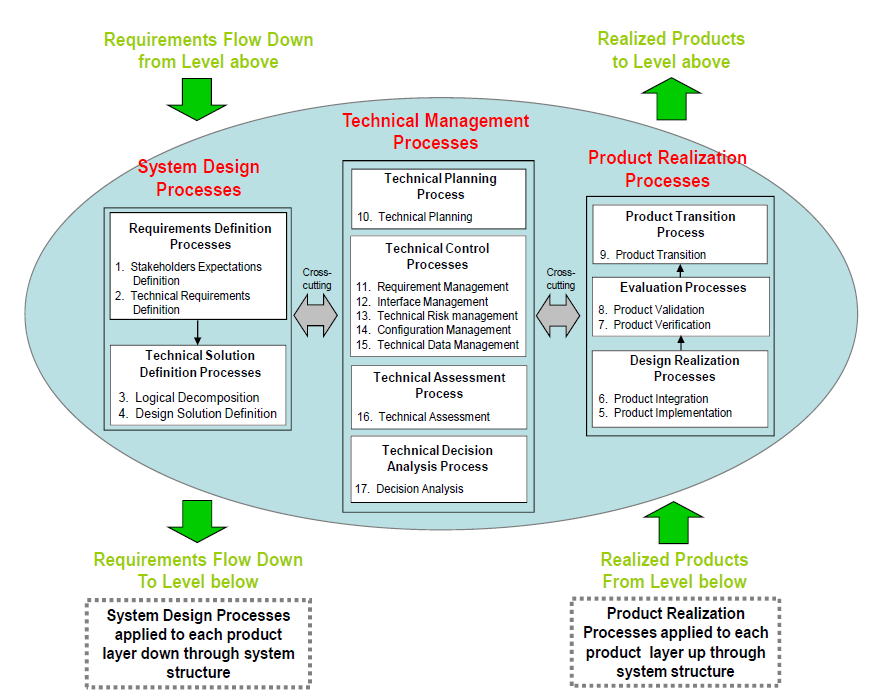 Requirements Flow Down
from Level above
Realized Products
to Level above
Technical Management
Processes
System Design
Processes
Product Realization
Processes
Requirements Definition
Processes
1. Stakeholders Expectations
Definition
2. Technical Requirements
Definition
Technical Solution
Definition Processes
3. Logical Decomposition
4. Design Solution Definition
Cross-
cutting
Technical Planning
Process
10. Technical Planning
Technical Control
Processes
11. Requirement Management
12. Interface Management
13. Technical Risk management
14. Configuration Management
15. Technical Data Management
Technical Assessment
Process
16. Technical Assessment
Technical Decision
Analysis Process
17. Decision Analysis
Cross-
cutting
Product Transition
Process
9. Product Transition
Evaluation Processes
8. Product Validation
7. Product Verification
Design Realization
Processes
6. Product Integration
5. Product Implementation
Requirements Flow Down
To Level below
Realized Products
From Level below
System Design Processes
applied to each product
layer down through system
structure
Product Realization
Processes applied to each
product layer up through
system structure